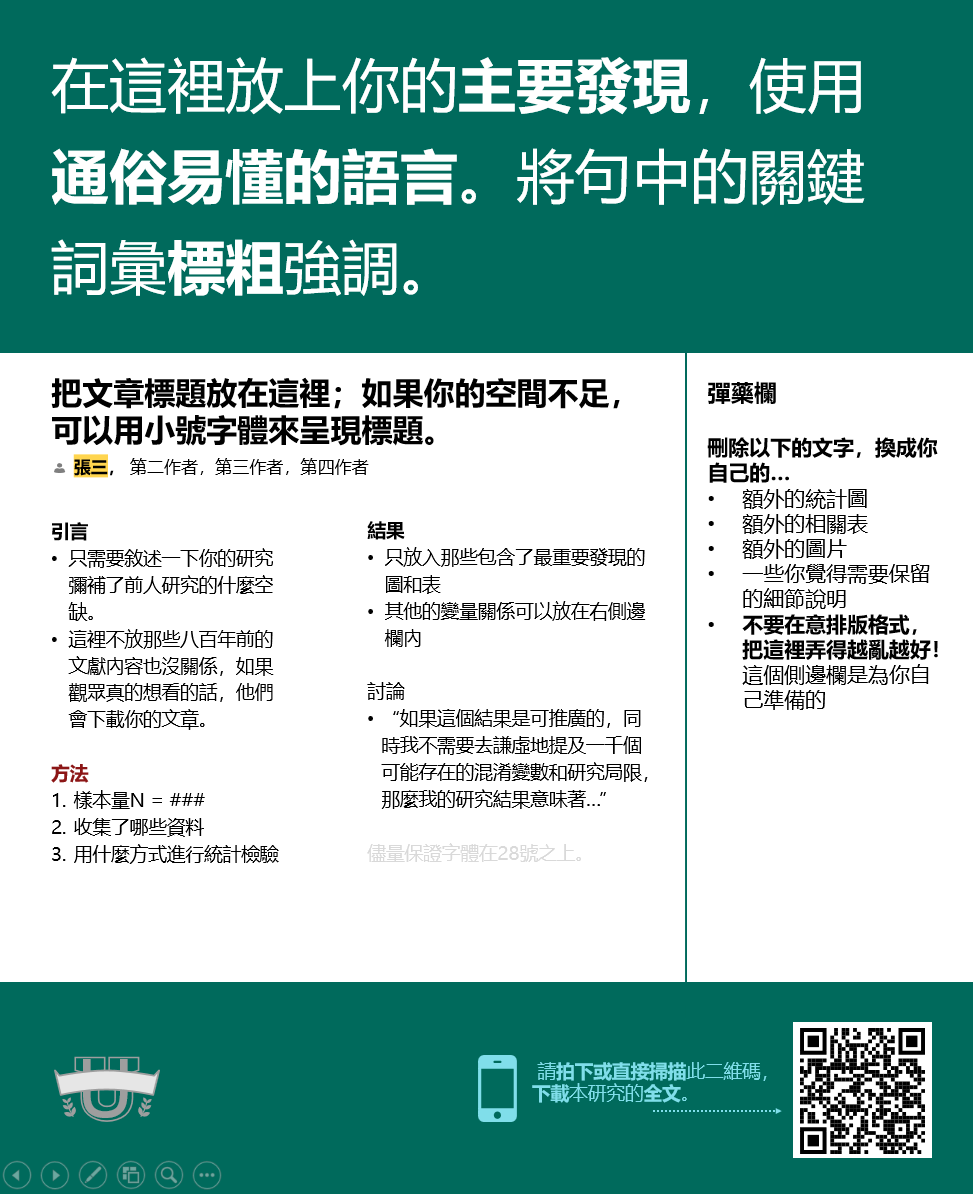 在這裡放上你的主要發現，使用
通俗易懂的語言。將句中的關鍵
詞彙標粗強調。
把文章標題放在這裡；如果你的空間不足，
可以用小號字體來呈現標題。
張三， 第二作者，第三作者，第四作者
引言
• 只需要敘述一下你的研究
彌補了前人研究的什麼空
缺。
• 這裡不放那些八百年前的
文獻內容也沒關係，如果
觀眾真的想看的話，他們
會下載你的文章。
方法
1. 樣本量N = ###
2. 收集了哪些資料
3. 用什麼方式進行統計檢驗
結果
• 只放入那些包含了最重要發現的
圖和表
• 其他的變量關係可以放在右側邊
欄內
討論
• “如果這個結果是可推廣的，同
時我不需要去謙虛地提及一千個
可能存在的混淆變數和研究局限，
那麼我的研究結果意味著…”
儘量保證字體在28號之上。
彈藥欄
刪除以下的文字，換成你
自己的…
• 額外的統計圖
• 額外的相關表
• 額外的圖片
• 一些你覺得需要保留
的細節說明
• 不要在意排版格式，
把這裡弄得越亂越好！
這個側邊欄是為你自
己準備的
U
請拍下或直接掃描此二維碼，
下載本研究的全文。